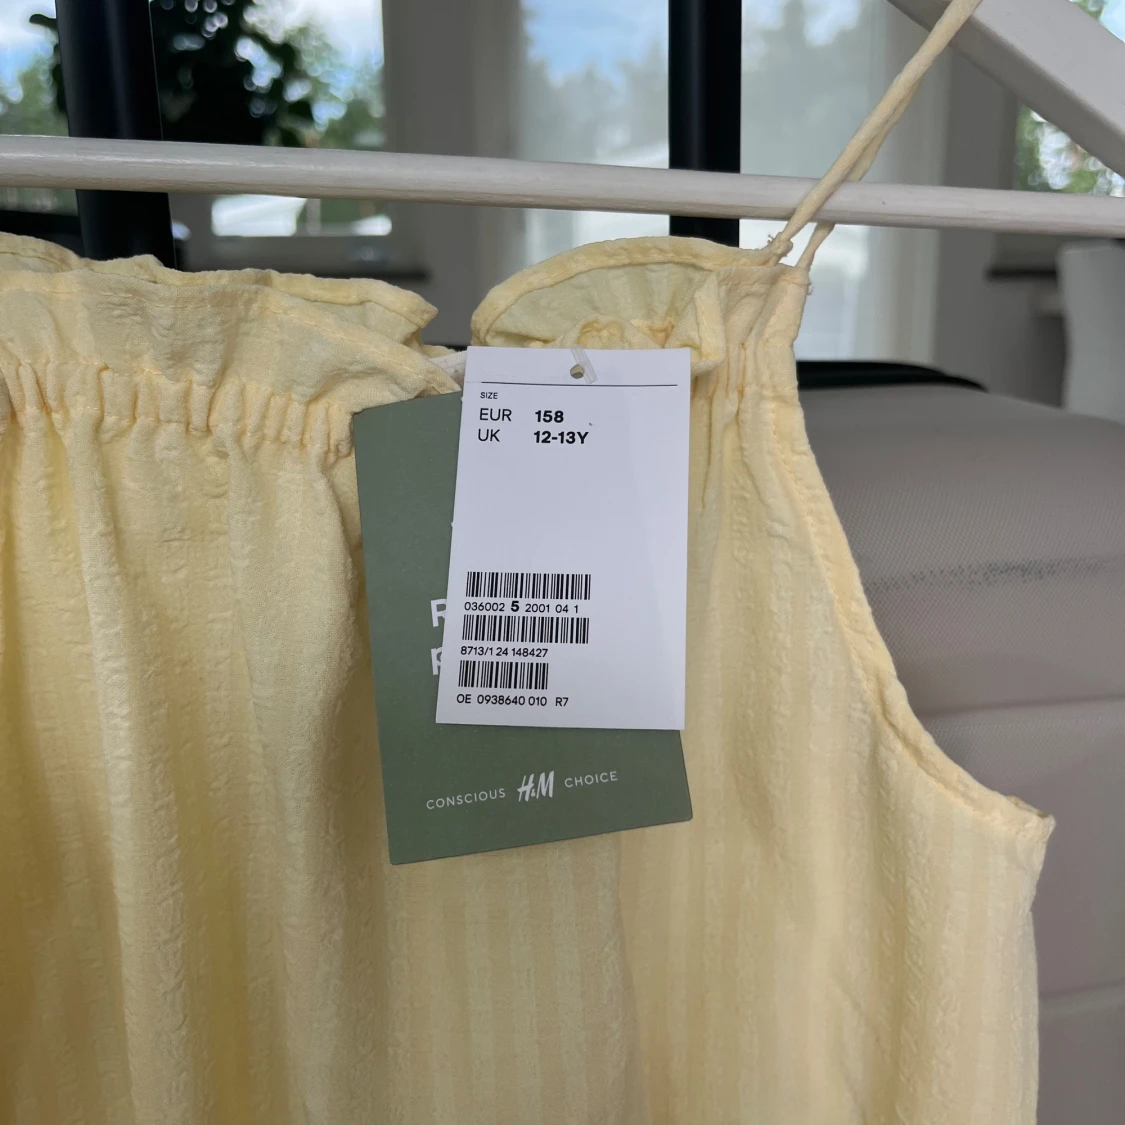 SIZE
EUR 158
UK 12-13Y
036002 5 2001 04 1
8713/1 24 148427
OE 0938640 010 R7
CONSCIOUS H&M CHOICE